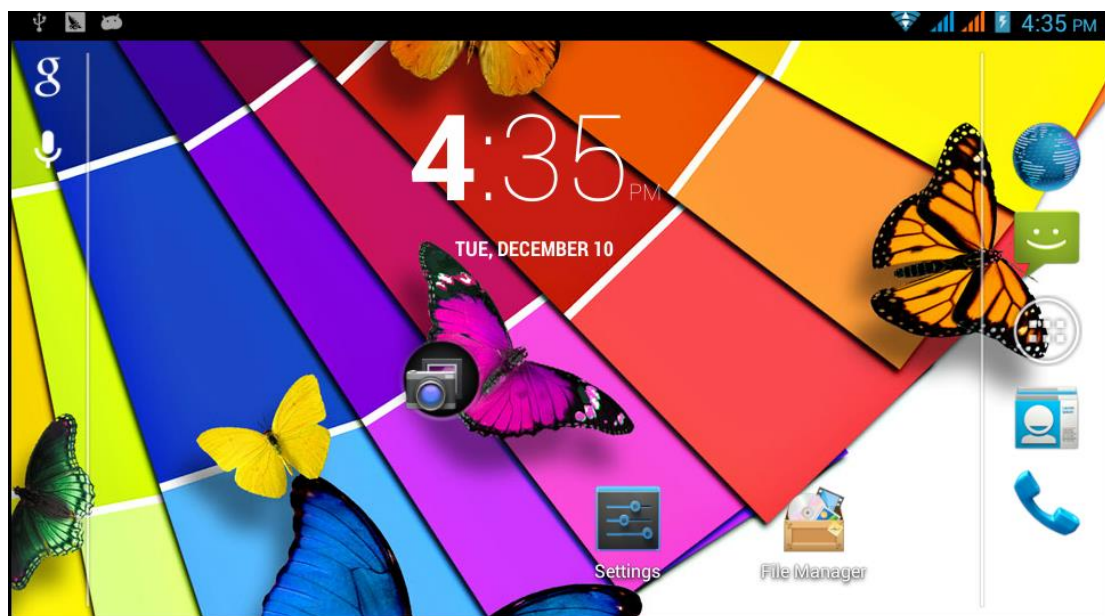 4:35 PM
g
4:35 PM
TUE, DECEMBER 10
Settings
File Manager